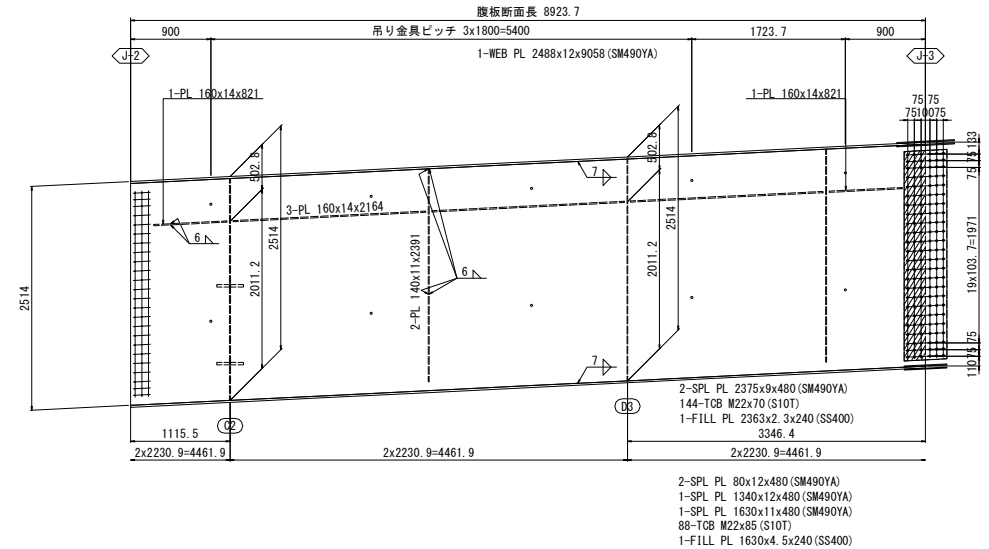 腹板断面長 8923.7
900
吊り金具ピッチ 3x1800=5400
1723.7
900
J-2
1-WEB PL 2488x12x9058(SM490YA)
J-3
1-PL 160x14x821
1-PL 160x14x821
75 75
7510075
502.8
502.8
7
75 75 133
3-PL 160x14x2164
6
2514
2514
2011.2
2011.2
6
2-PL 140x11x2391
19x103.7=1971
2514
7
110 75 75
2-SPL PL 2375x9x480(SM490YA)
144-TCB M22x70(S10T)
1-FILL PL 2363x2.3x240(SS400)
C2
D3
1115.5
3346.4
2x2230.9=4461.9
2x2230.9=4461.9
2x2230.9=4461.9
2-SPL PL 80x12x480(SM490YA)
1-SPL PL 1340x12x480(SM490YA)
1-SPL PL 1630x11x480(SM490YA)
88-TCB M22x85(S10T)
1-FILL PL 1630x4.5x240(SS400)